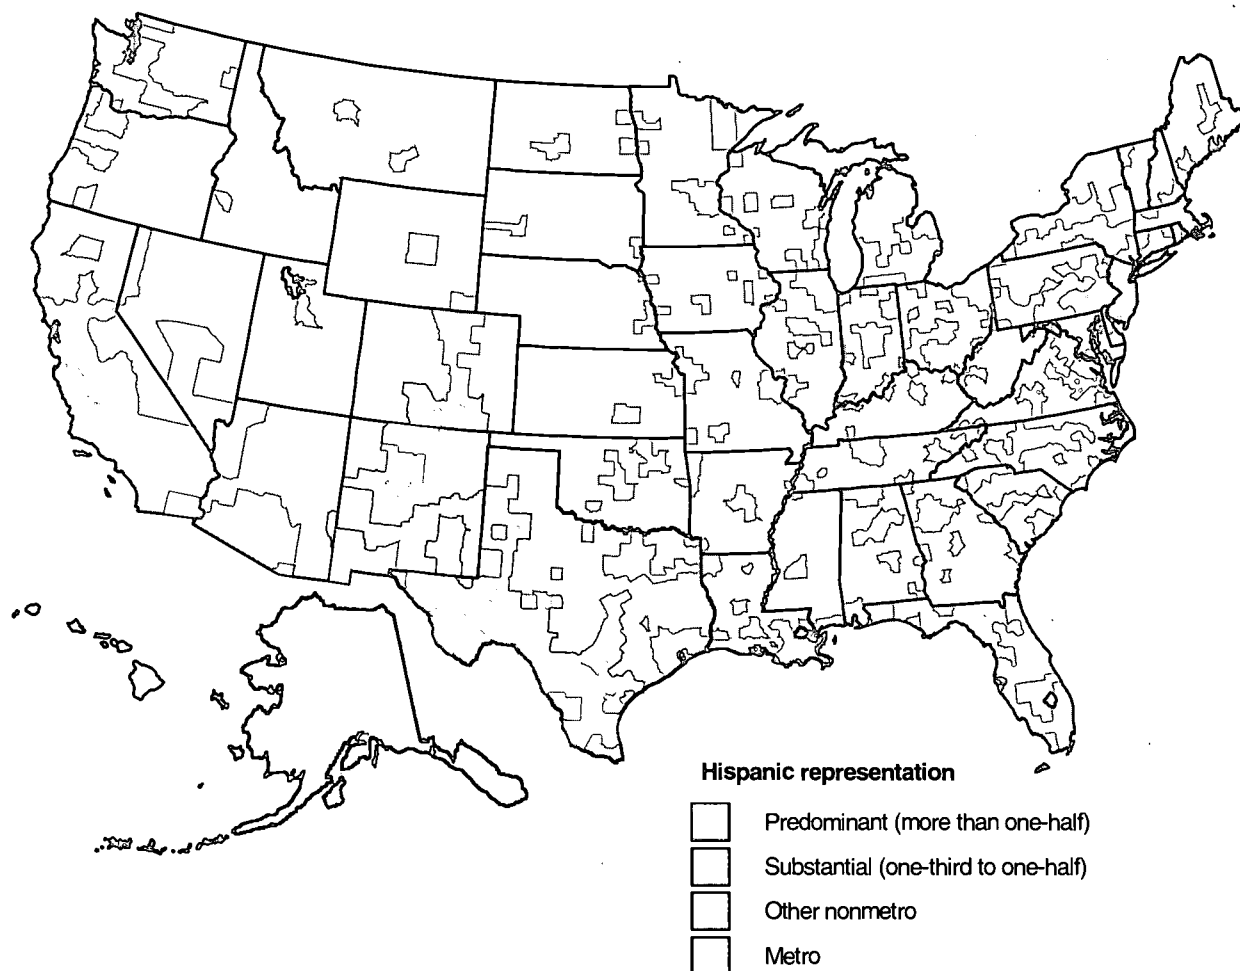 Hispanic representation
Predominant (more than one-half)
Substantial (one-third to one-half)
Other nonmetro
Metro